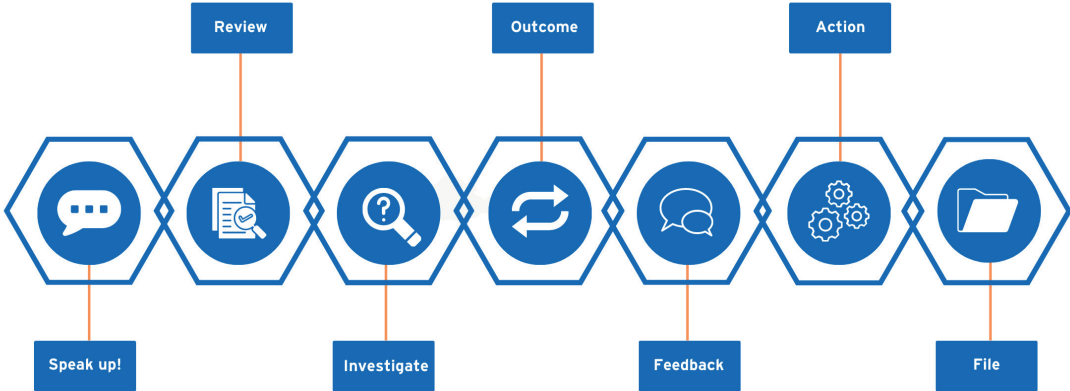 Review
Outcome
Action
Speak up!
Investigate
Feedback
File